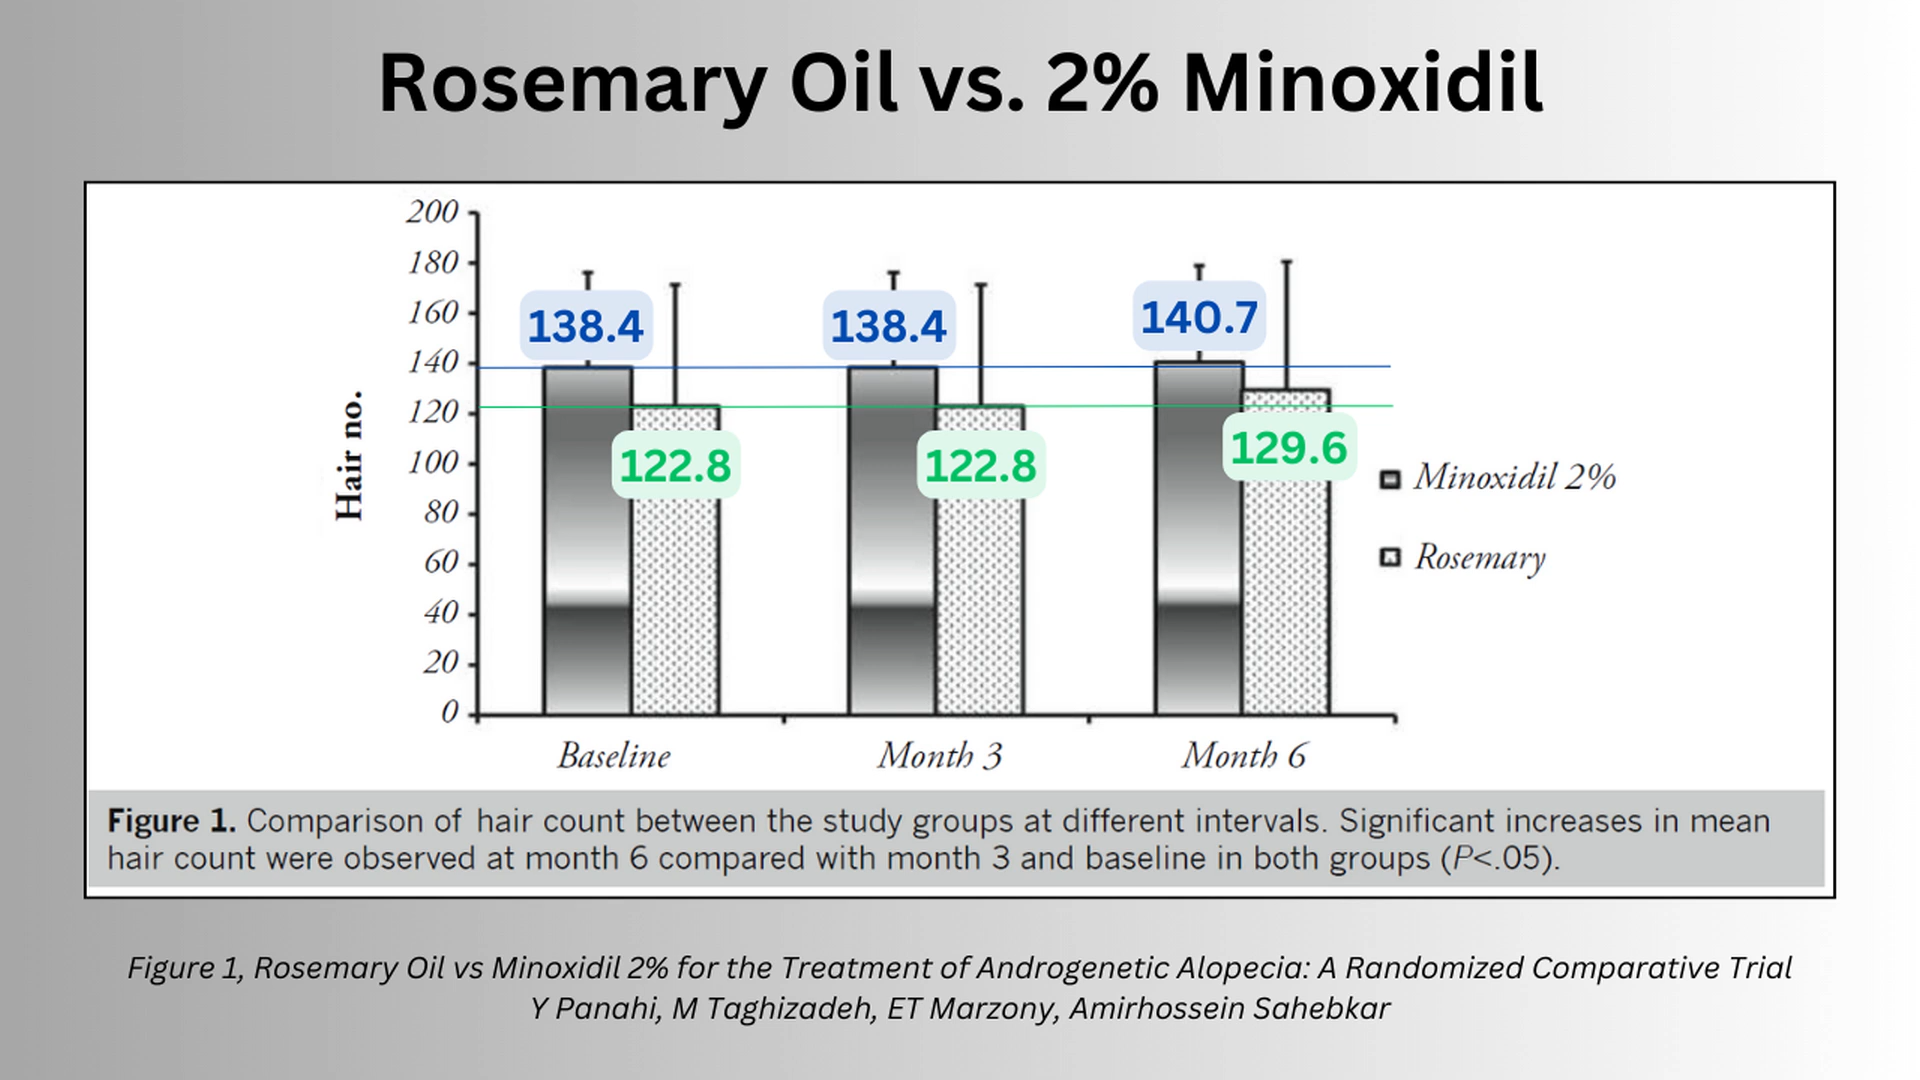 Rosemary Oil vs. 2% Minoxidil
200
180
160
140
120
100
80
60
40
20
0
Hair no.
138.4
122.8
138.4
122.8
140.7
129.6
Minoxidil 2%
Rosemary
Baseline
Month 3
Month 6
Figure 1. Comparison of hair count between the study groups at different intervals. Significant increases in mean
hair count were observed at month 6 compared with month 3 and baseline in both groups (P<.05).
Figure 1, Rosemary Oil vs Minoxidil 2% for the Treatment of Androgenetic Alopecia: A Randomized Comparative Trial
Y Panahi, M Taghizadeh, ET Marzony, Amirhossein Sahebkar